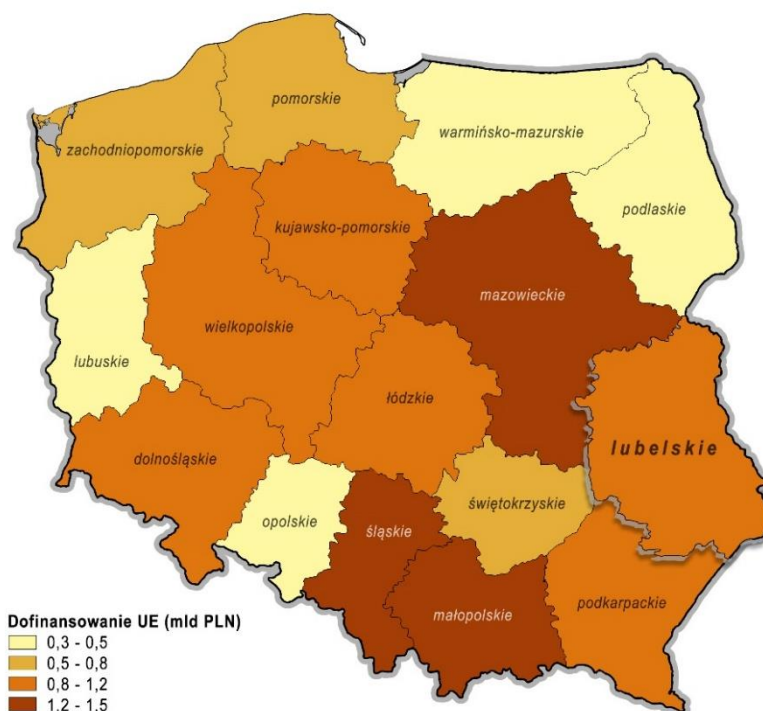 pomorskie
warmińsko-mazurskie
zachodniopomorskie
podlaskie
kujawsko-pomorskie
mazowieckie
wielkopolskie
lubuskie
łódzkie
lubelskie
dolnośląskie
świętokrzyskie
opolskie
śląskie
podkarpackie
małopolskie
Dofinansowanie UE (mld PLN)
0,3 - 0,5
0,5 - 0,8
0,8 - 1,2
1,2 - 1,5